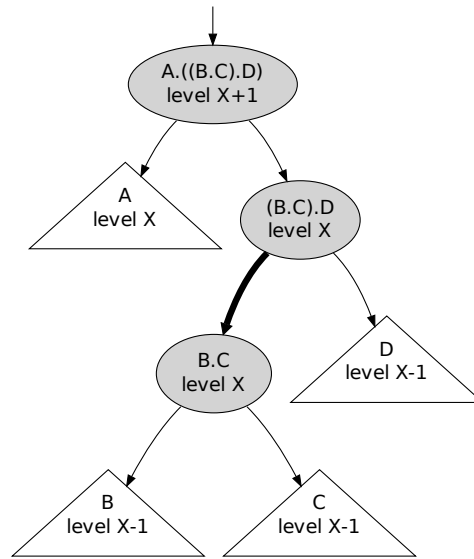 A.((B.C).D)
level X+1
A
level X
(B.C).D
level X
B.C
level X
D
level X-1
B
level X-1
C
level X-1